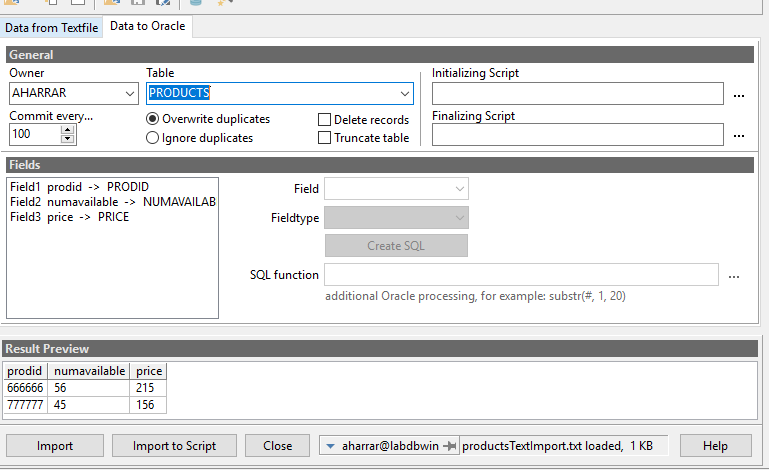 Data from Textfile Data to Oracle
General
Owner Table Initializing Script
AHARRAR PRODUCTS ...
Commit every... Overwrite duplicates Delete records Finalizing Script
100 Ignore duplicates Truncate table ...
Fields
Field1 prodid -> PRODID
Field2 numavailable -> NUMAVAILAB
Field3 price -> PRICE
Field
Fieldtype
Create SQL
SQL function ...
additional Oracle processing, for example: substr(#, 1, 20)
Result Preview
prodid numavailable price
666666 56 215
777777 45 156
Import Import to Script Close aharrar@labdbwin productsTextImport.txt loaded, 1 KB Help